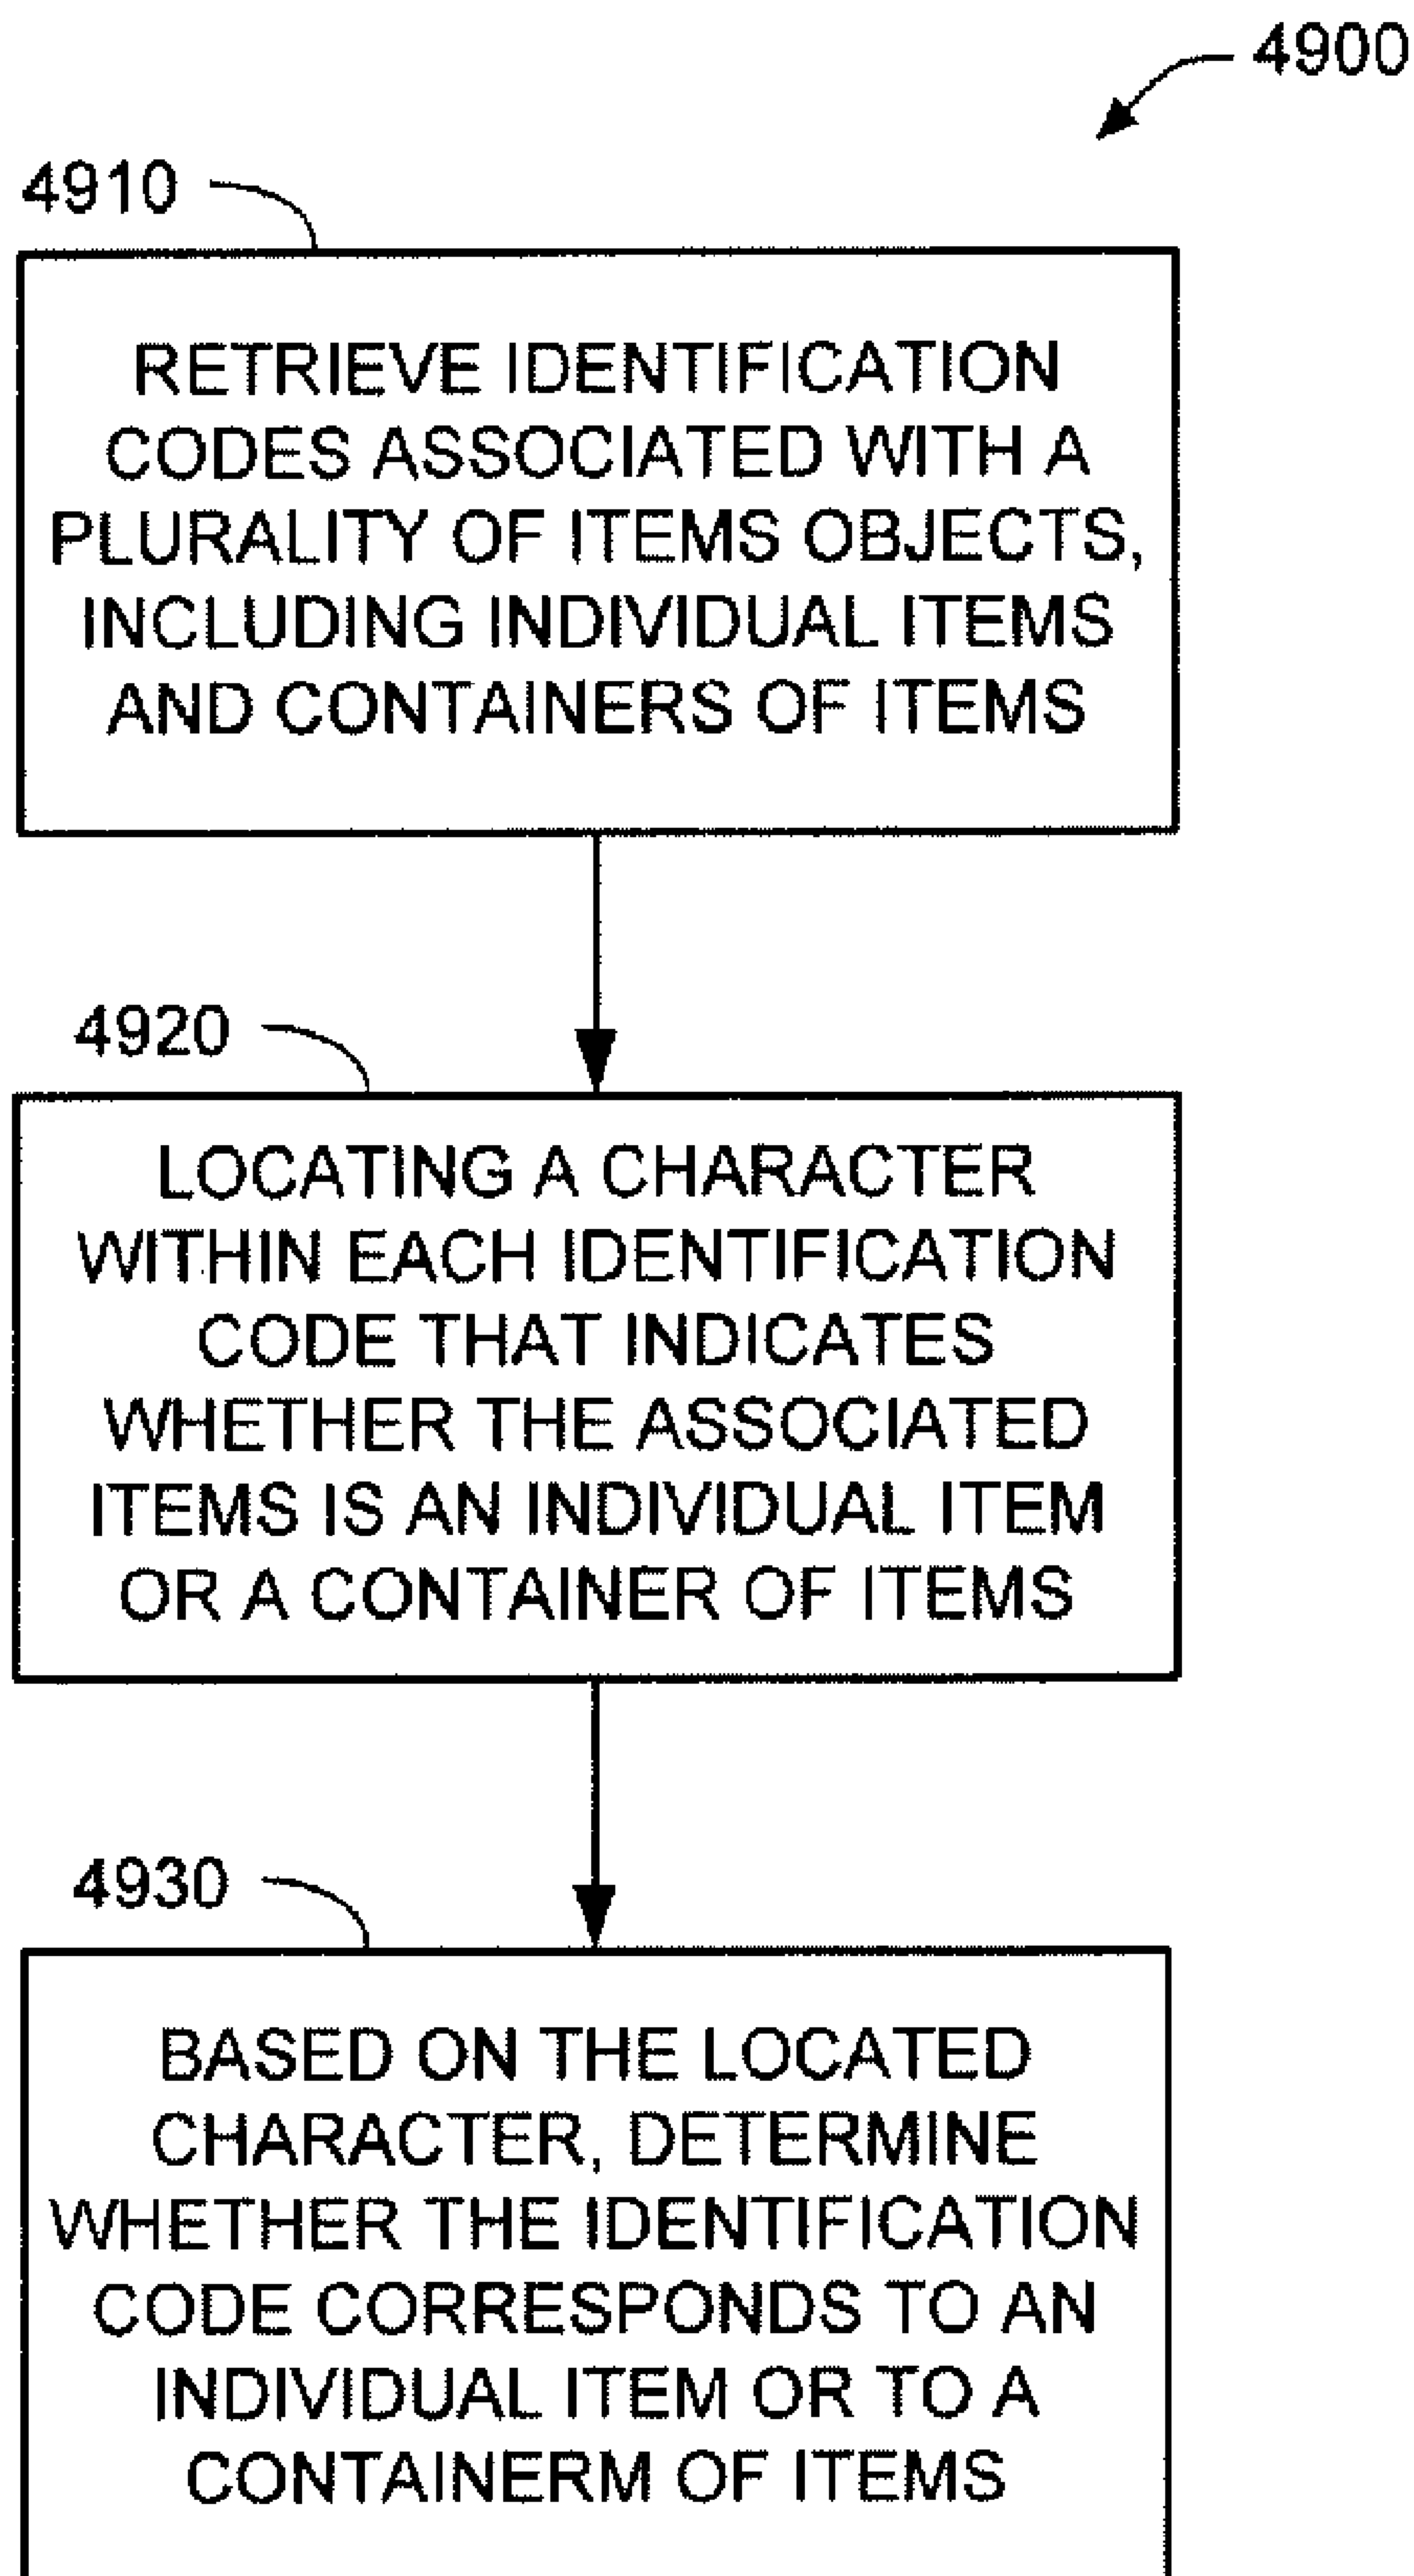 4900
4910
RETRIEVE IDENTIFICATION
CODES ASSOCIATED WITH A
PLURALITY OF ITEMS OBJECTS,
INCLUDING INDIVIDUAL ITEMS
AND CONTAINERS OF ITEMS
4920
LOCATING A CHARACTER
WITHIN EACH IDENTIFICATION
CODE THAT INDICATES
WHETHER THE ASSOCIATED
ITEMS IS AN INDIVIDUAL ITEM
OR A CONTAINER OF ITEMS
4930
BASED ON THE LOCATED
CHARACTER, DETERMINE
WHETHER THE IDENTIFICATION
CODE CORRESPONDS TO AN
INDIVIDUAL ITEM OR TO A
CONTAINERM OF ITEMS